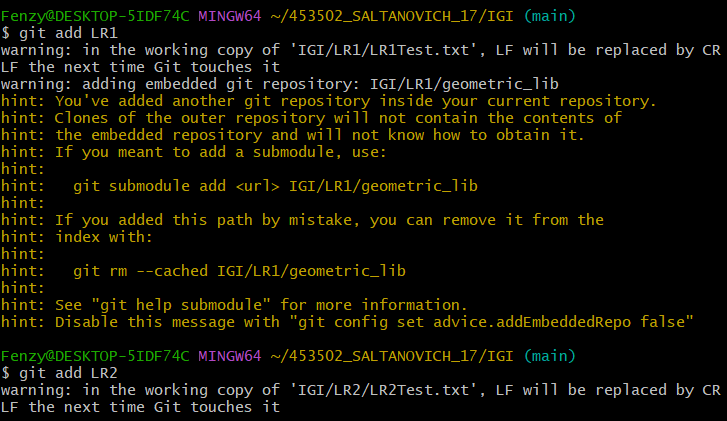 Fenzy@DESKTOP-5IDF74C MINGW64 ~/453502_SALTANOVICH_17/IGI (main)
$ git add LR1
warning: in the working copy of 'IGI/LR1/LR1Test.txt', LF will be replaced by CR
LF the next time Git touches it
warning: adding embedded git repository: IGI/LR1/geometric_lib
hint: You've added another git repository inside your current repository.
hint: Clones of the outer repository will not contain the contents of
hint: the embedded repository and will not know how to obtain it.
hint: If you meant to add a submodule, use:
hint:
hint:   git submodule add <url> IGI/LR1/geometric_lib
hint:
hint: If you added this path by mistake, you can remove it from the
hint: index with:
hint:
hint:   git rm --cached IGI/LR1/geometric_lib
hint:
hint: See "git help submodule" for more information.
hint: Disable this message with "git config set advice.addEmbeddedRepo false"
Fenzy@DESKTOP-5IDF74C MINGW64 ~/453502_SALTANOVICH_17/IGI (main)
$ git add LR2
warning: in the working copy of 'IGI/LR2/LR2Test.txt', LF will be replaced by CR
LF the next time Git touches it